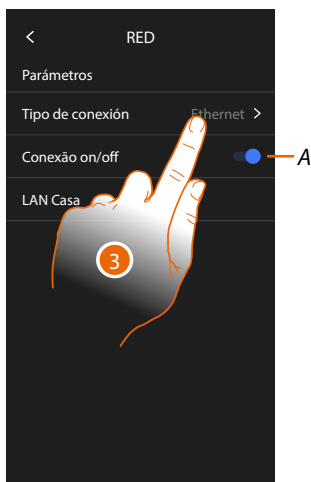 < RED
Parámetros
Tipo de conexión Ethernet >
Conexão on/off
A
LAN Casa
3